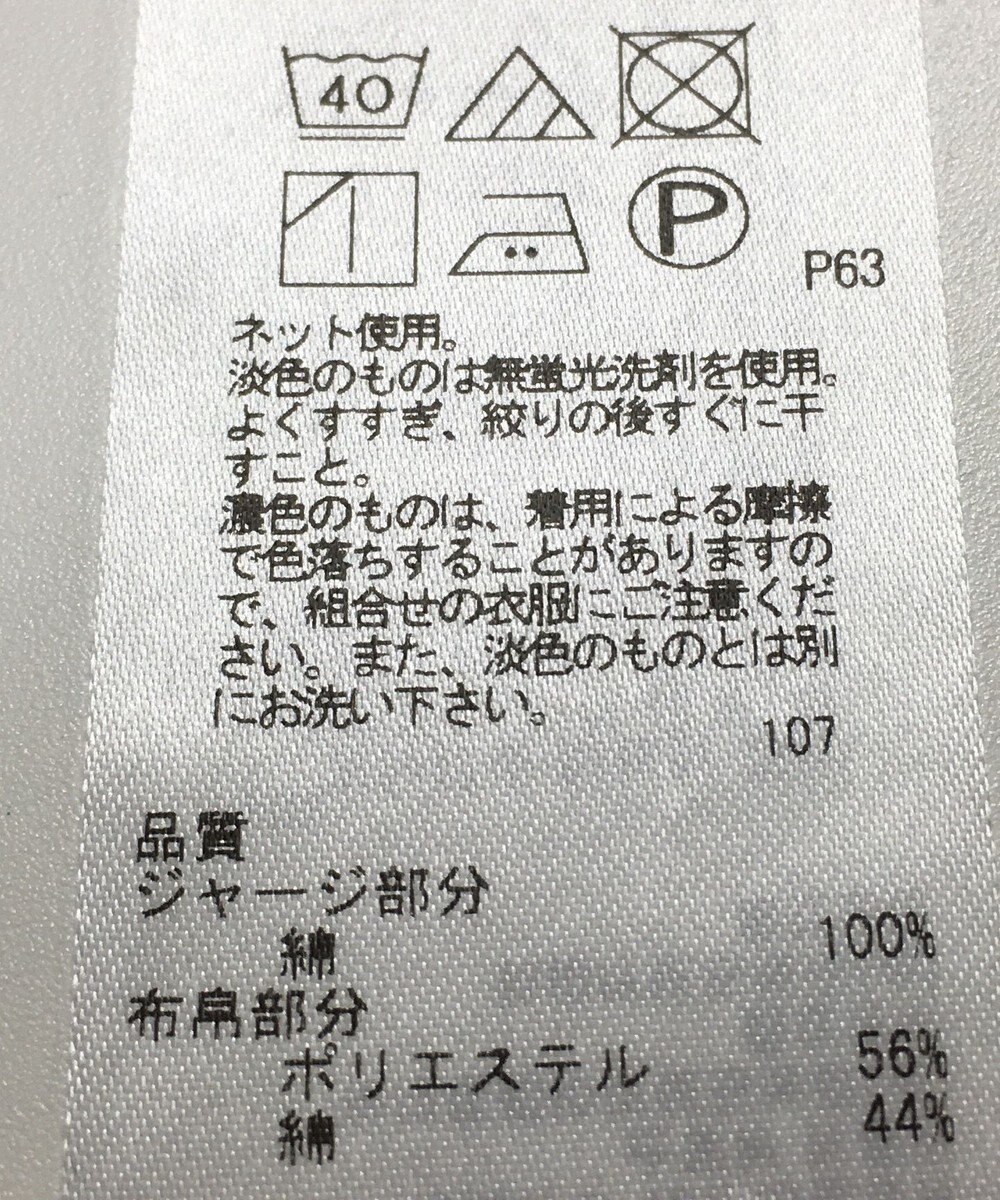 40
P
P63
ネット使用。
淡色のものは無蛍光洗剤を使用。
よくすすぎ、絞りの後すぐに干
すこと。
濃色のものは、着用による摩擦
で色落ちすることがありますの
で、組合せの衣服にご注意くだ
さい。また、淡色のものとは別
にお洗い下さい。
107
品質
ジャージ部分
綿 100%
布帛部分
ポリエステル 56%
綿 44%